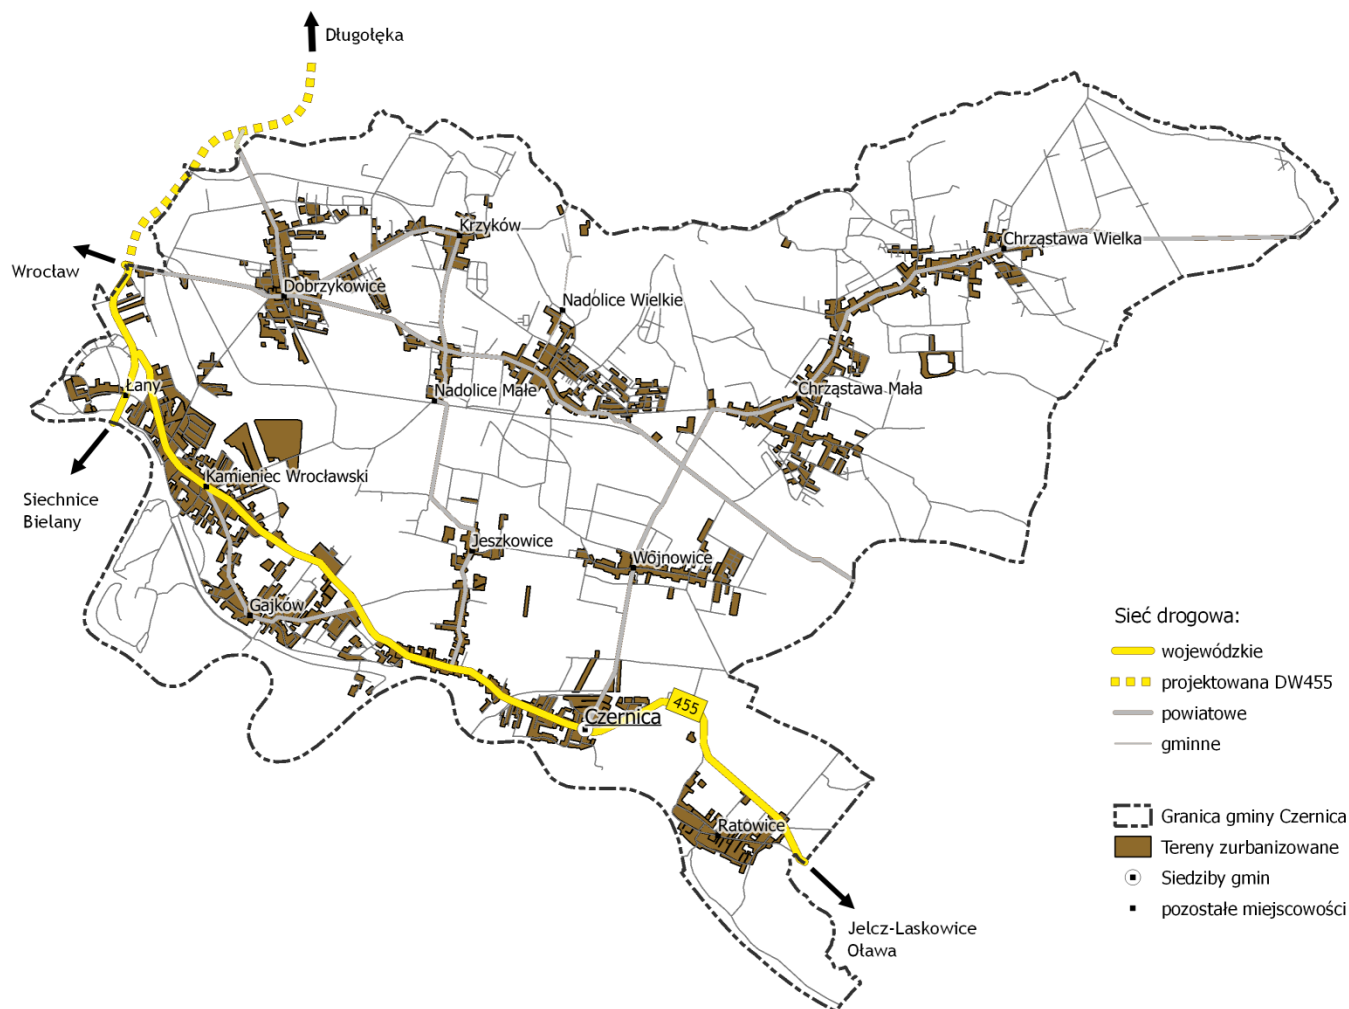 Długołęka
Krzyków
Chrząstawa Wielka
Wrocław
Dobrzykowice
Nadolice Wielkie
Łany
Nadolice Małe
Chrząstawa Mała
Kamieniec Wrocławski
Siechnice
Bielany
Jeszkowice
Wojnowice
Gajków
455
Czernica
Ratowice
Jelcz-Laskowice
Oława
Sieć drogowa:
wojewódzkie
projektowana DW455
powiatowe
gminne
Granica gminy Czernica
Tereny zurbanizowane
Siedziby gmin
pozostałe miejscowości